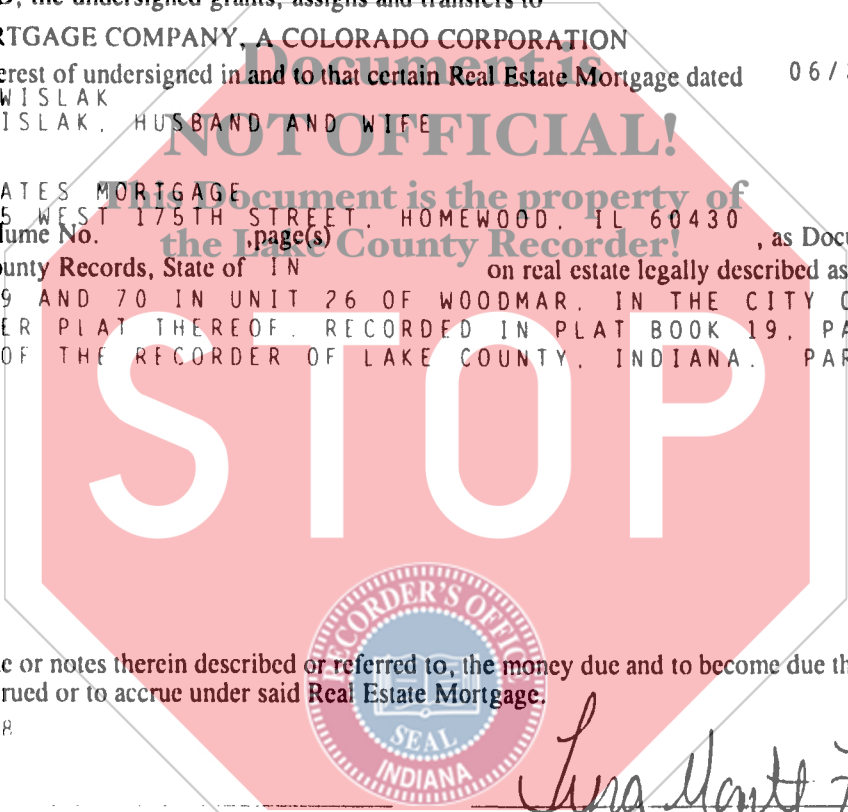 , the undersigned grants, assigns and transfers to
RTGAGE COMPANY, A COLORADO CORPORATION
Document is
erest of undersigned in and to that certain Real Estate Mortgage dated 06/
WISLAK
ISLAK, HUSBAND AND WIFE
NOT OFFICIAL!
ATES MORTGAGE
This Document is the property of
5 WEST 175TH STREET, HOMEWOOD, IL 60430
lume No. ,page(s) , as Docu
the Lake County Recorder!
unty Records, State of IN on real estate legally described as
9 AND 70 IN UNIT 26 OF WOODMAR, IN THE CITY O
ER PLAT THEREOF, RECORDED IN PLAT BOOK 19, PA
OF THE RECORDER OF LAKE COUNTY, INDIANA. PAR
STOP
RECORDER'S OFFICE
e or notes therein described or referred to, the money due and to become due th
rued or to accrue under said Real Estate Mortgage.
8
SEAL
INDIANA